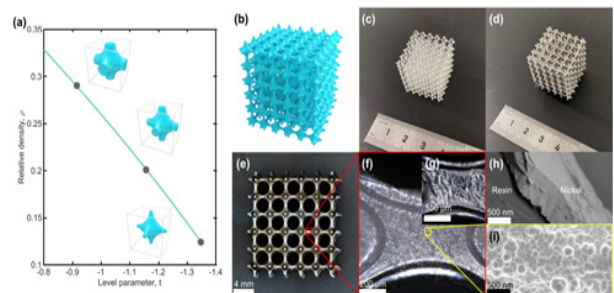 (a)
0.35
0.3
0.25
0.2
0.15
0.1
Relative density, ρ
-0.8
-0.9
-1
-1.1
-1.2
-1.3
-1.4
Level parameter, t
(b)
(c)
1 2 3 4
(d)
1 2 3 4
(e)
4 mm
(f)
(g)
(h)
Resin
Nickel
500 nm
(i)
500 nm